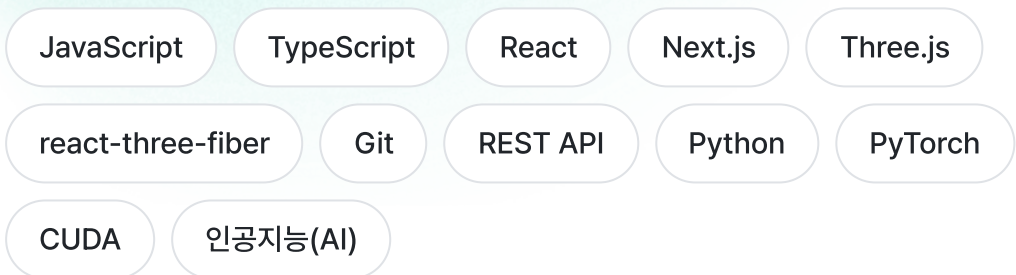 JavaScript TypeScript React Next.js Three.js
react-three-fiber Git REST API Python PyTorch
CUDA 인공지능(AI)